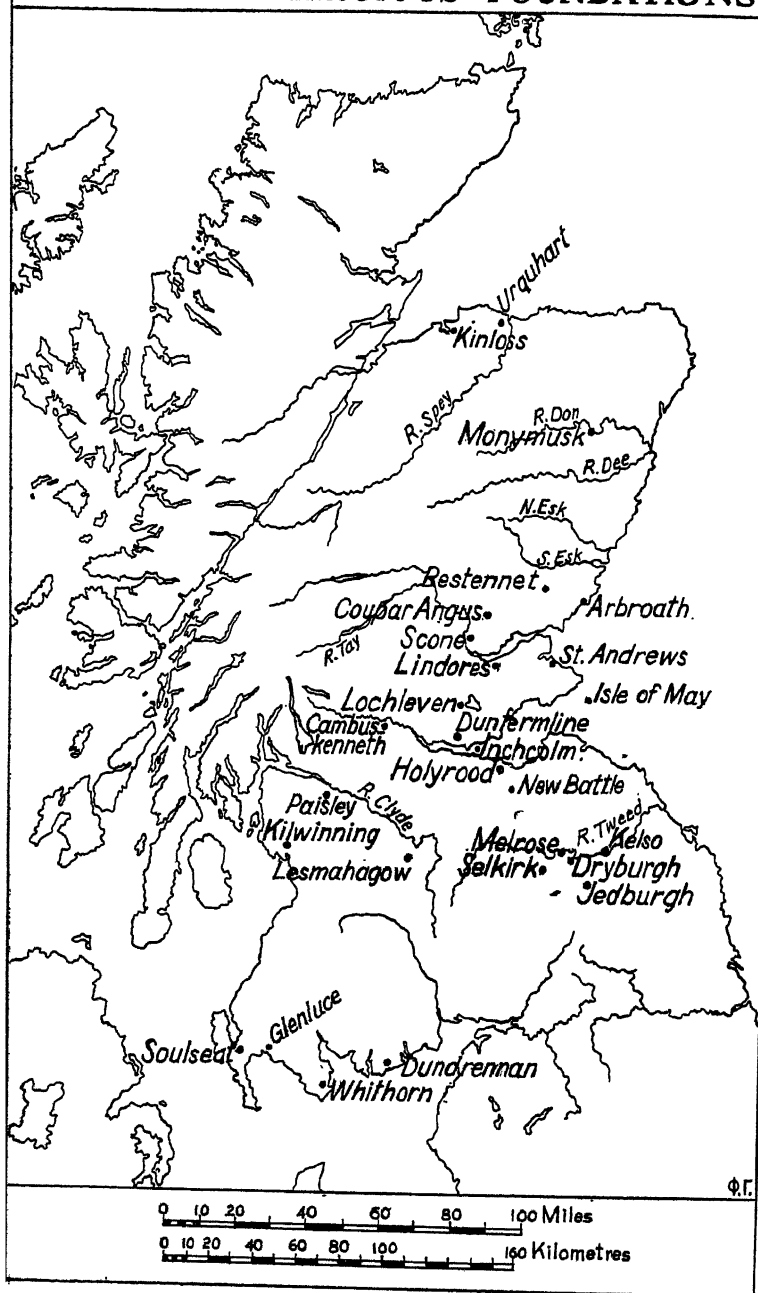 FOUNDATIONS
Urquhart
Kinloss
R. Spey
R. Don
Monymusk
R. Dee
N. Esk
S. Esk
Restennet
Coupar Angus
Arbroath
Scone
R. Tay
St. Andrews
Lindores
Isle of May
Lochleven
Cambus-
kenneth
Dunfermline
Inchcolm
Holyrood
New Battle
Paisley
R. Clyde
Kilwinning
Melrose
R. Tweed
Kelso
Lesmahagow
Selkirk
Dryburgh
Jedburgh
Glenluce
Soulseat
Dundrennan
Whithorn
Φ.Γ.
0 10 20 40 60 80 100 Miles
0 10 20 40 60 80 100 160 Kilometres